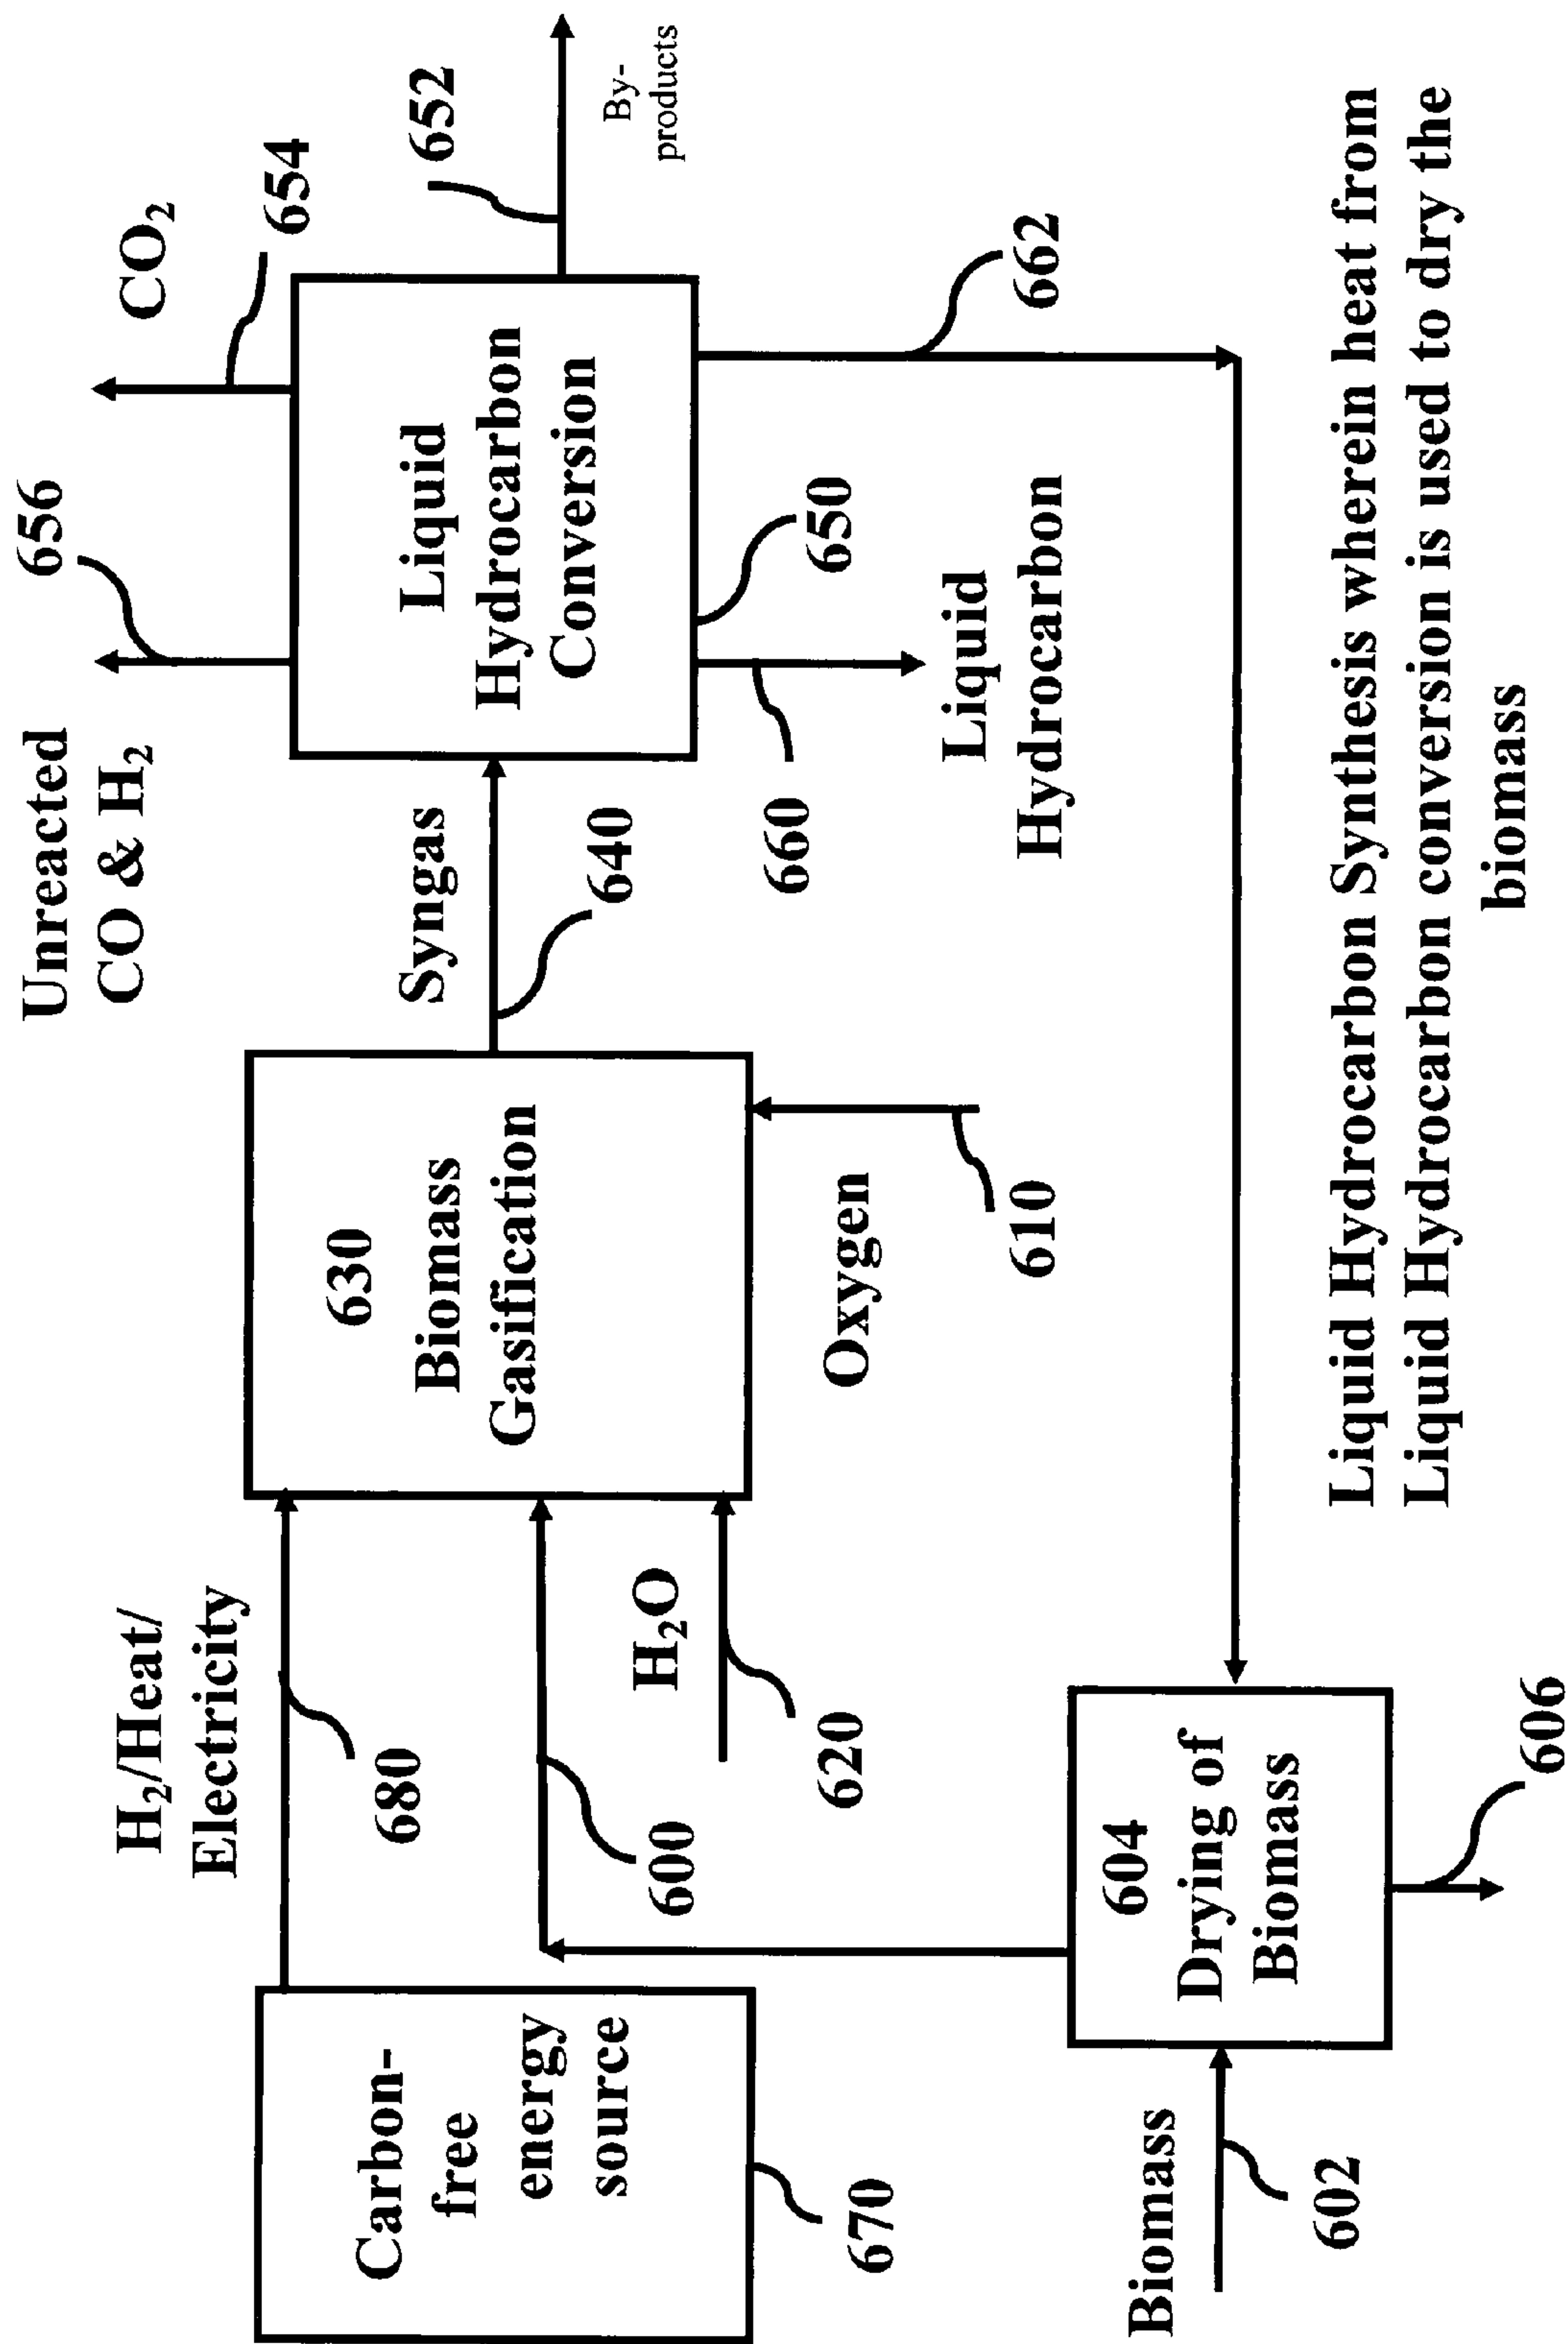 Unreacted
CO & H₂
656
CO₂
654
652
By-
products
Liquid
Hydrocarbon
Conversion
650
662
660
Liquid
Hydrocarbon
Syngas
640
630
Biomass
Gasification
Oxygen
610
H₂/Heat/
Electricity
680
600
H₂O
620
Carbon-
free
energy
source
670
604
Drying of
Biomass
606
Biomass
602
Liquid Hydrocarbon Synthesis wherein heat from
Liquid Hydrocarbon conversion is used to dry the
biomass